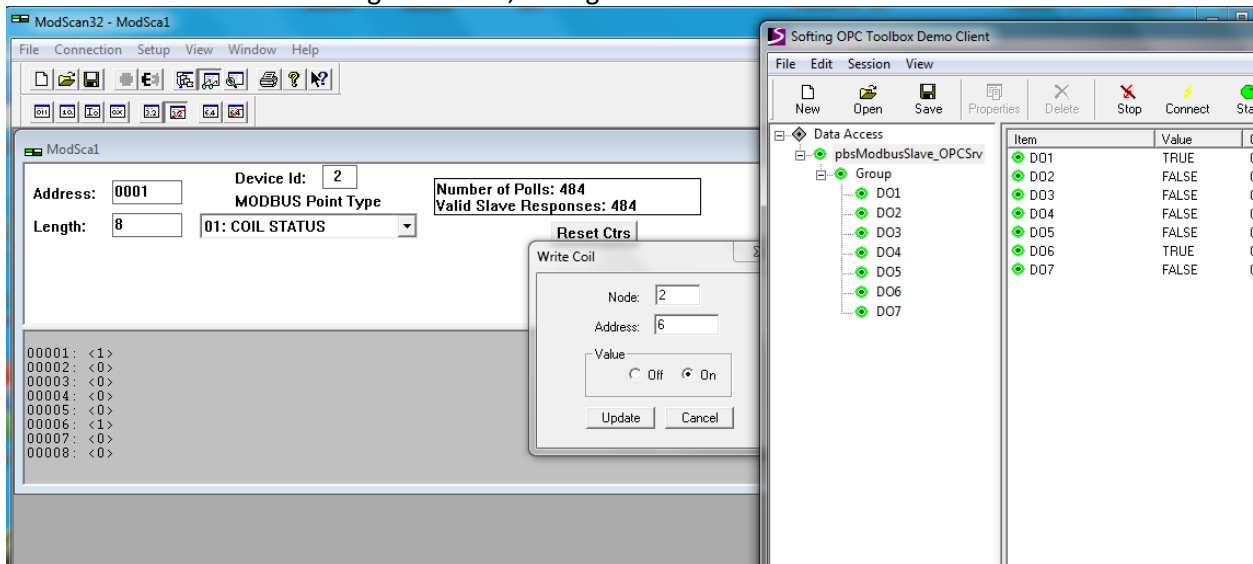 ModScan32 - ModSca1
File Connection Setup View Window Help
ModSca1
Address: 0001
Device Id: 2
MODBUS Point Type
Length: 8
01: COIL STATUS
Number of Polls: 484
Valid Slave Responses: 484
Reset Ctrs
00001: <1>
00002: <0>
00003: <0>
00004: <0>
00005: <0>
00006: <1>
00007: <0>
00008: <0>
Write Coil
Node: 2
Address: 6
Value
Off On
Update Cancel
Softing OPC Toolbox Demo Client
File Edit Session View
New Open Save Properties Delete Stop Connect
Data Access
pbsModbusSlave_OPCSrv
Group
DO1
DO2
DO3
DO4
DO5
DO6
DO7
Item Value
DO1 TRUE
DO2 FALSE
DO3 FALSE
DO4 FALSE
DO5 FALSE
DO6 TRUE
DO7 FALSE